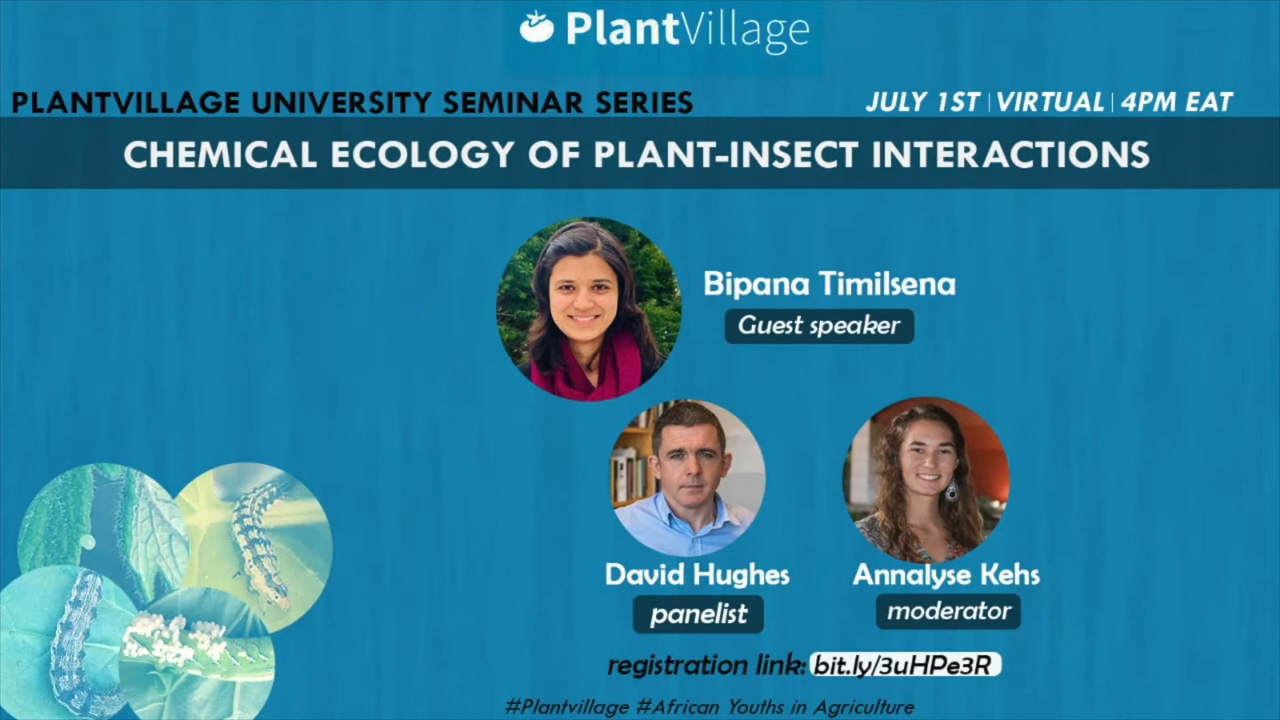 PlantVillage
PLANTVILLAGE UNIVERSITY SEMINAR SERIES
JULY 1ST | VIRTUAL | 4PM EAT
CHEMICAL ECOLOGY OF PLANT-INSECT INTERACTIONS
Bipana Timilsena
Guest speaker
David Hughes
panelist
Annalyse Kehs
moderator
registration link: bit.ly/3uHPe3R
#Plantvillage #African Youths in Agriculture